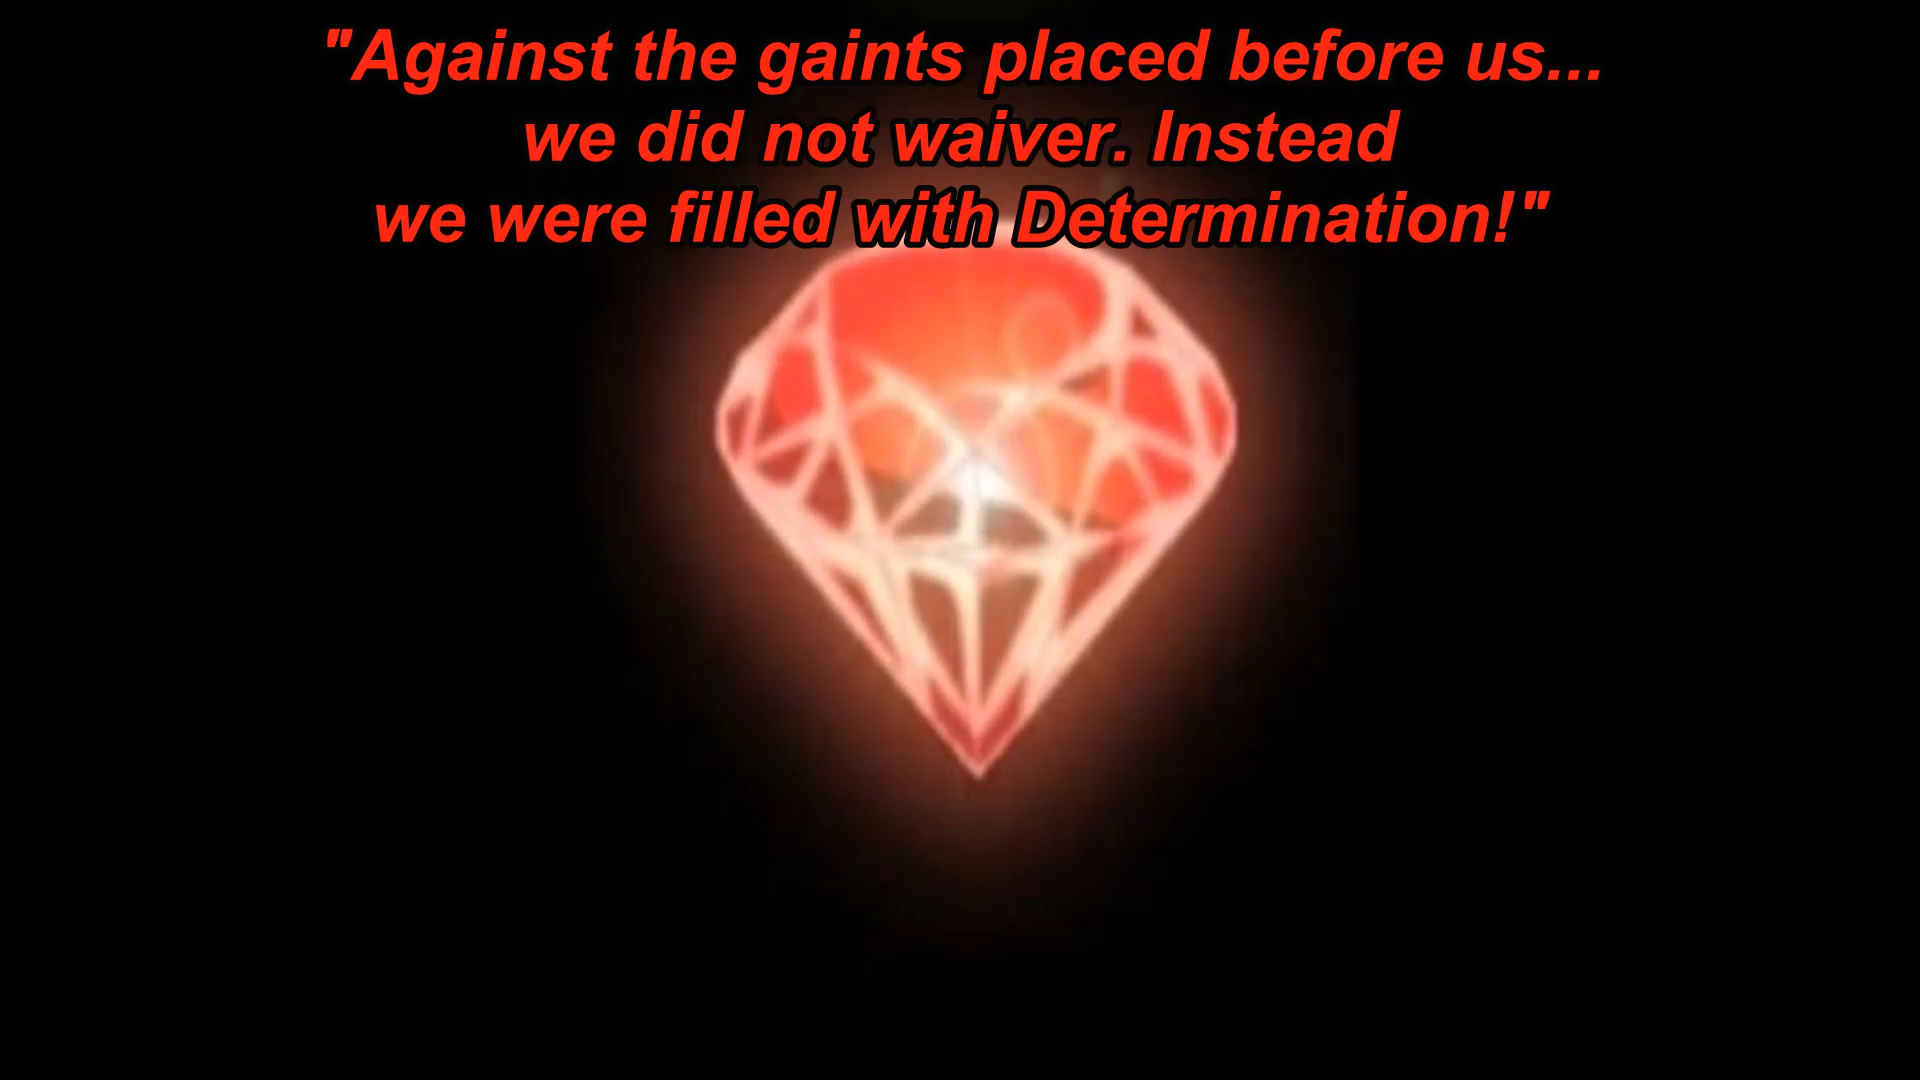 "Against the gaints placed before us...
we did not waiver. Instead
we were filled with Determination!"